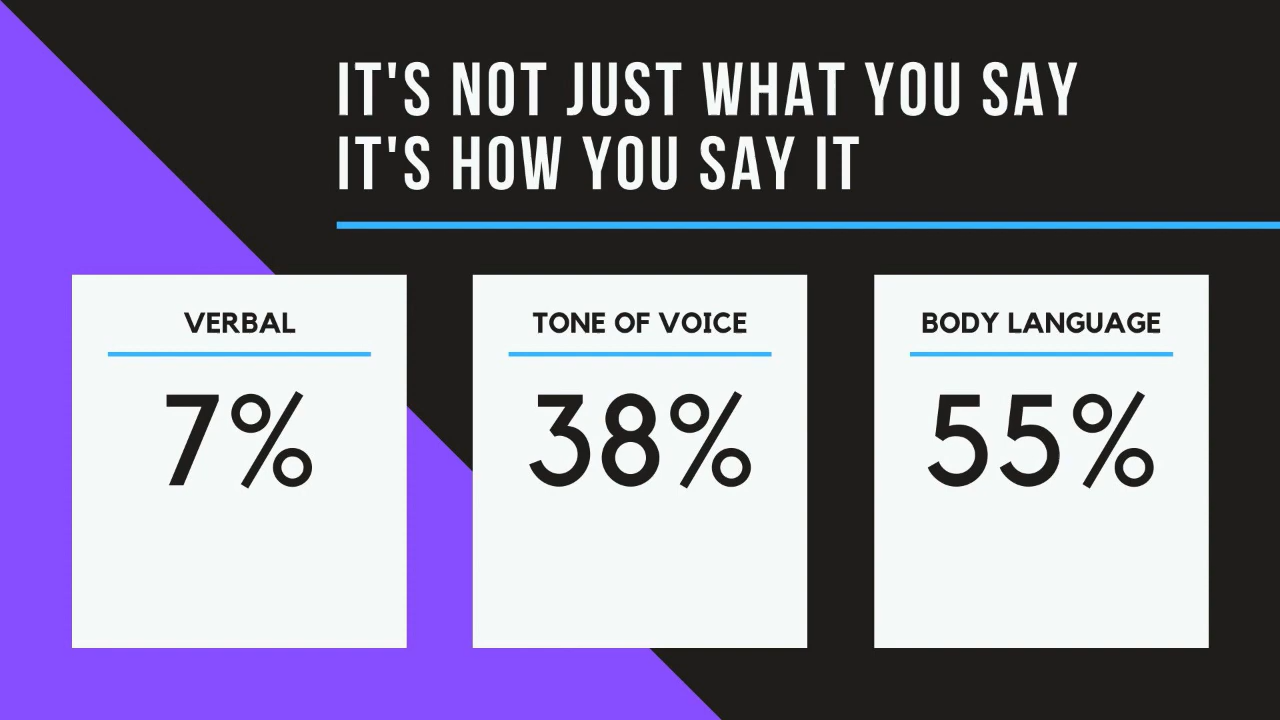 IT'S NOT JUST WHAT YOU SAY
IT'S HOW YOU SAY IT
VERBAL
7%
TONE OF VOICE
38%
BODY LANGUAGE
55%